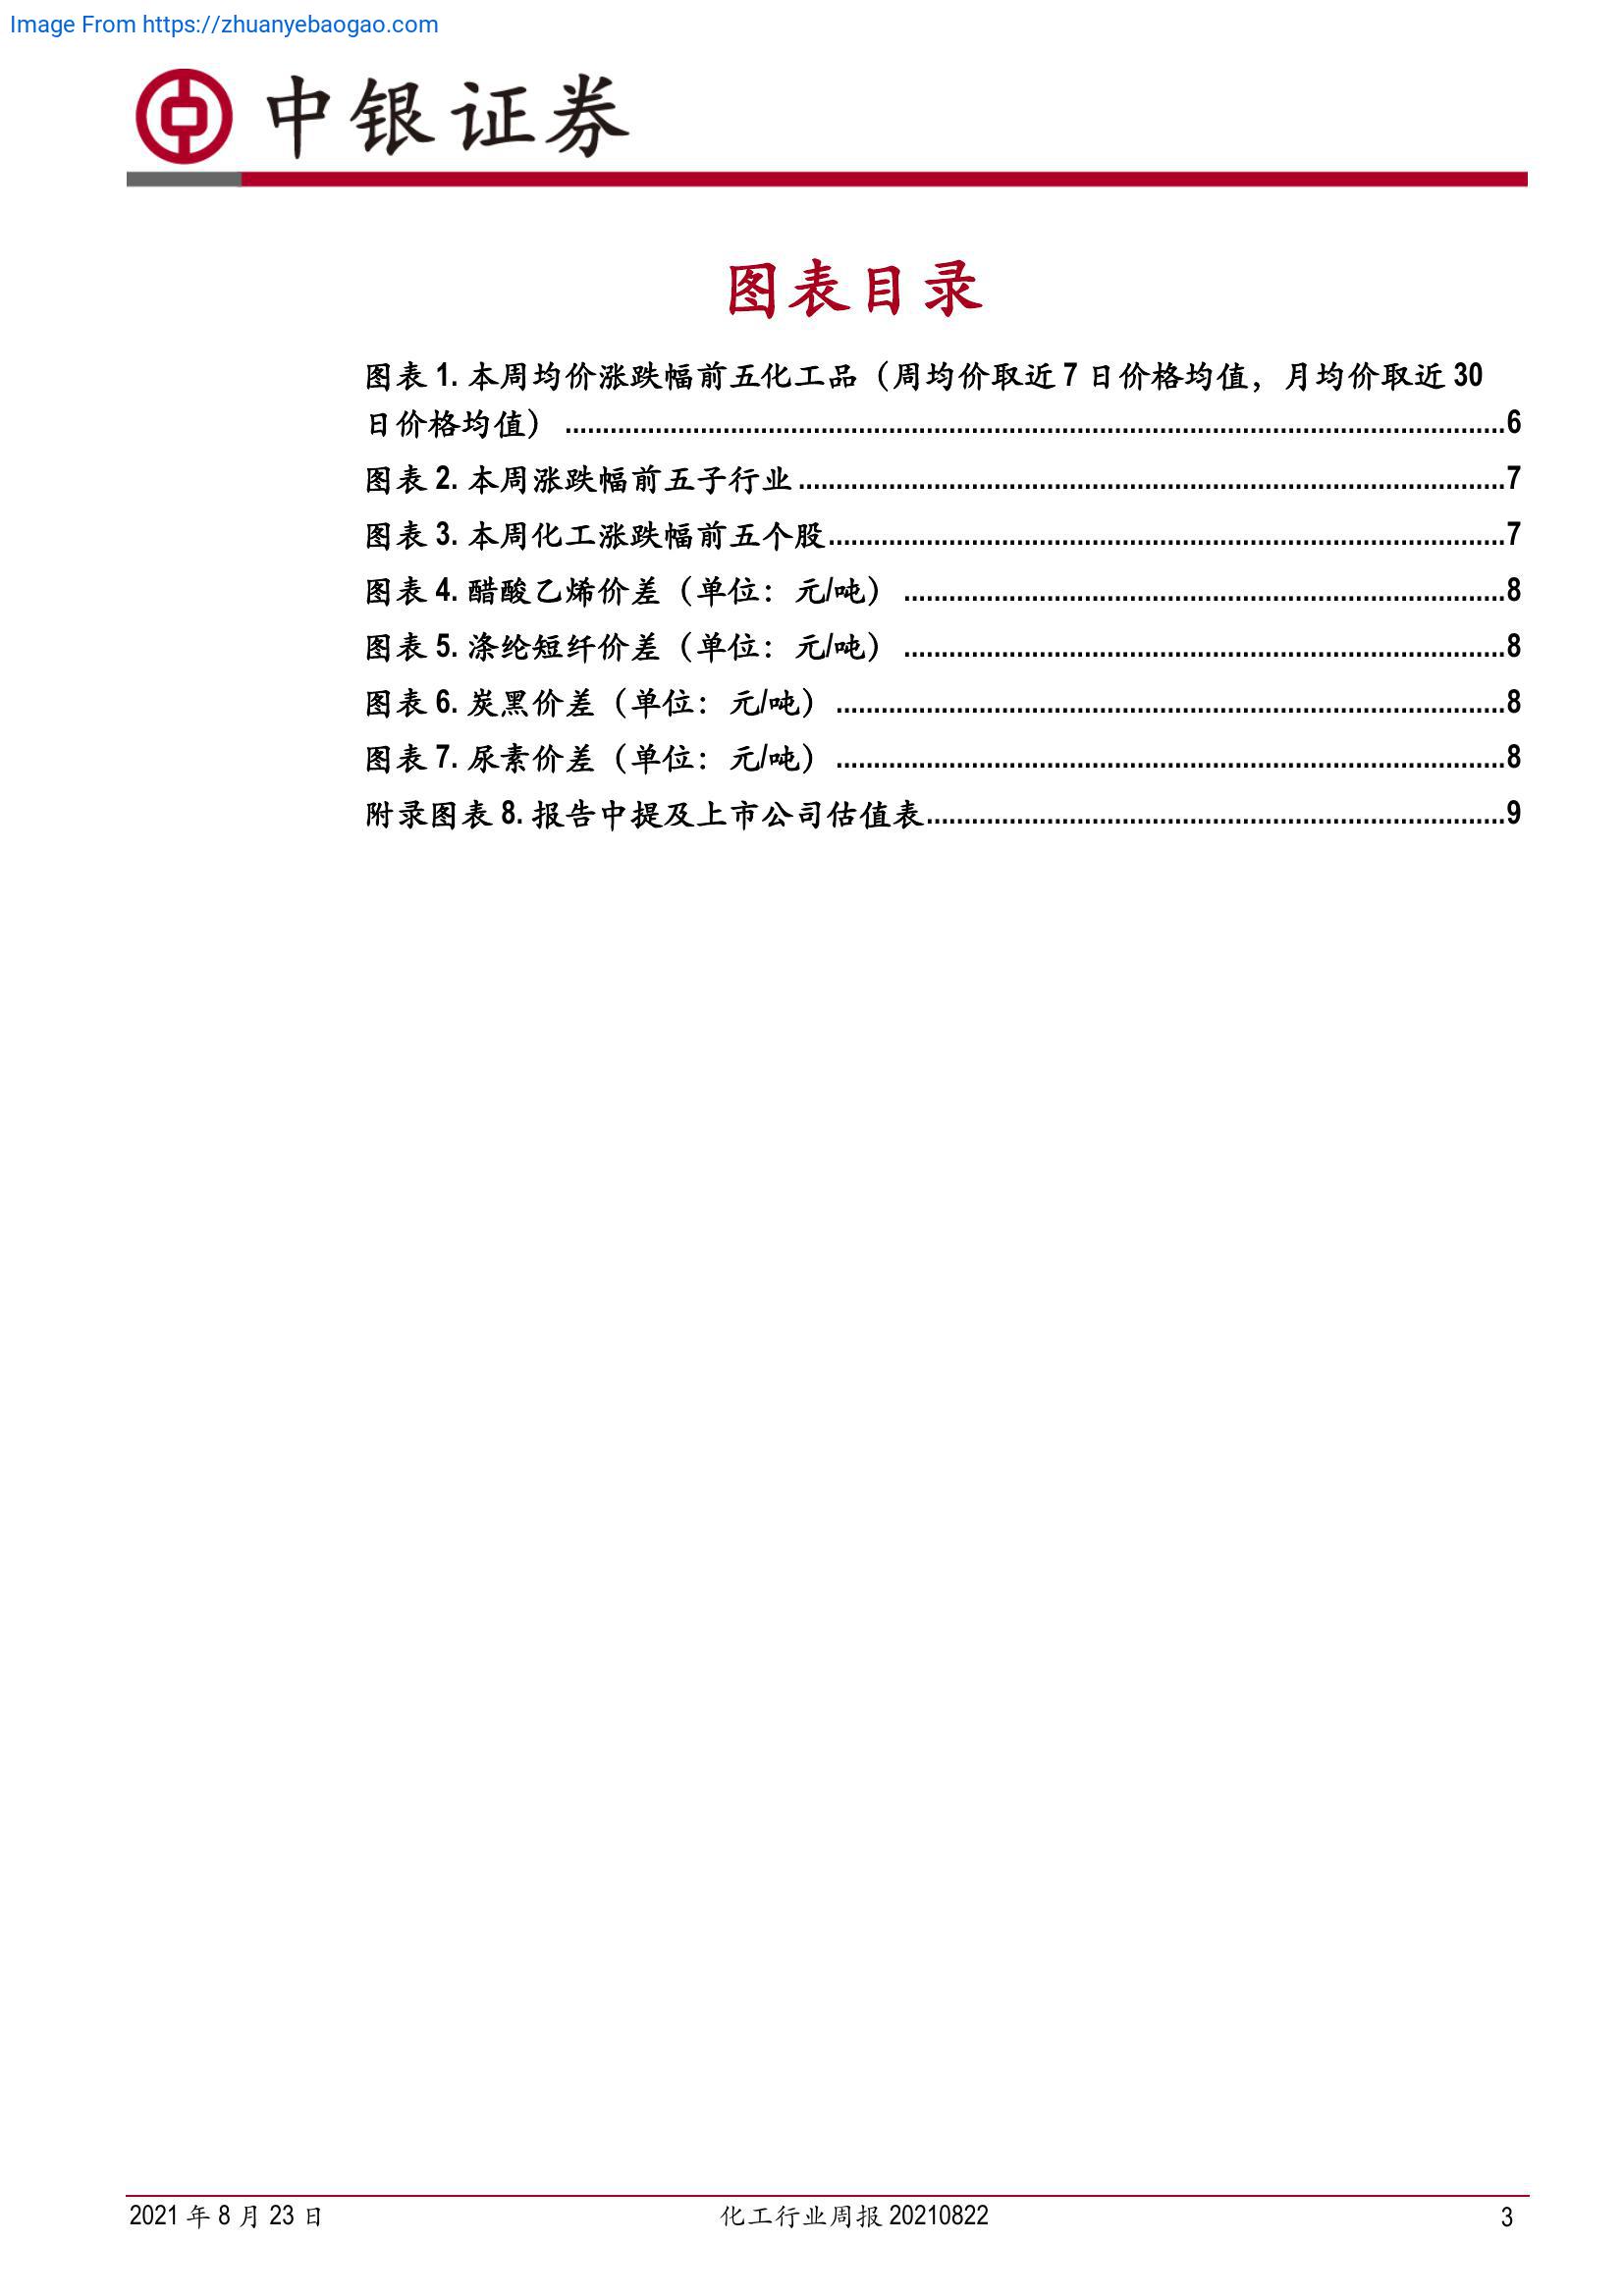 Image From https://zhuanyebaogao.com
中银证券
图表目录
图表 1. 本周均价涨跌幅前五化工品（周均价取近 7 日价格均值，月均价取近 30
日价格均值） ........................................................................................................................6
图表 2. 本周涨跌幅前五子行业 ..........................................................................................7
图表 3. 本周化工涨跌幅前五个股......................................................................................7
图表 4. 醋酸乙烯价差（单位：元/吨） .............................................................................8
图表 5. 涤纶短纤价差（单位：元/吨） .............................................................................8
图表 6. 炭黑价差（单位：元/吨） .....................................................................................8
图表 7. 尿素价差（单位：元/吨） .....................................................................................8
附录图表 8. 报告中提及上市公司估值表..........................................................................9
2021 年 8 月 23 日 化工行业周报 20210822 3